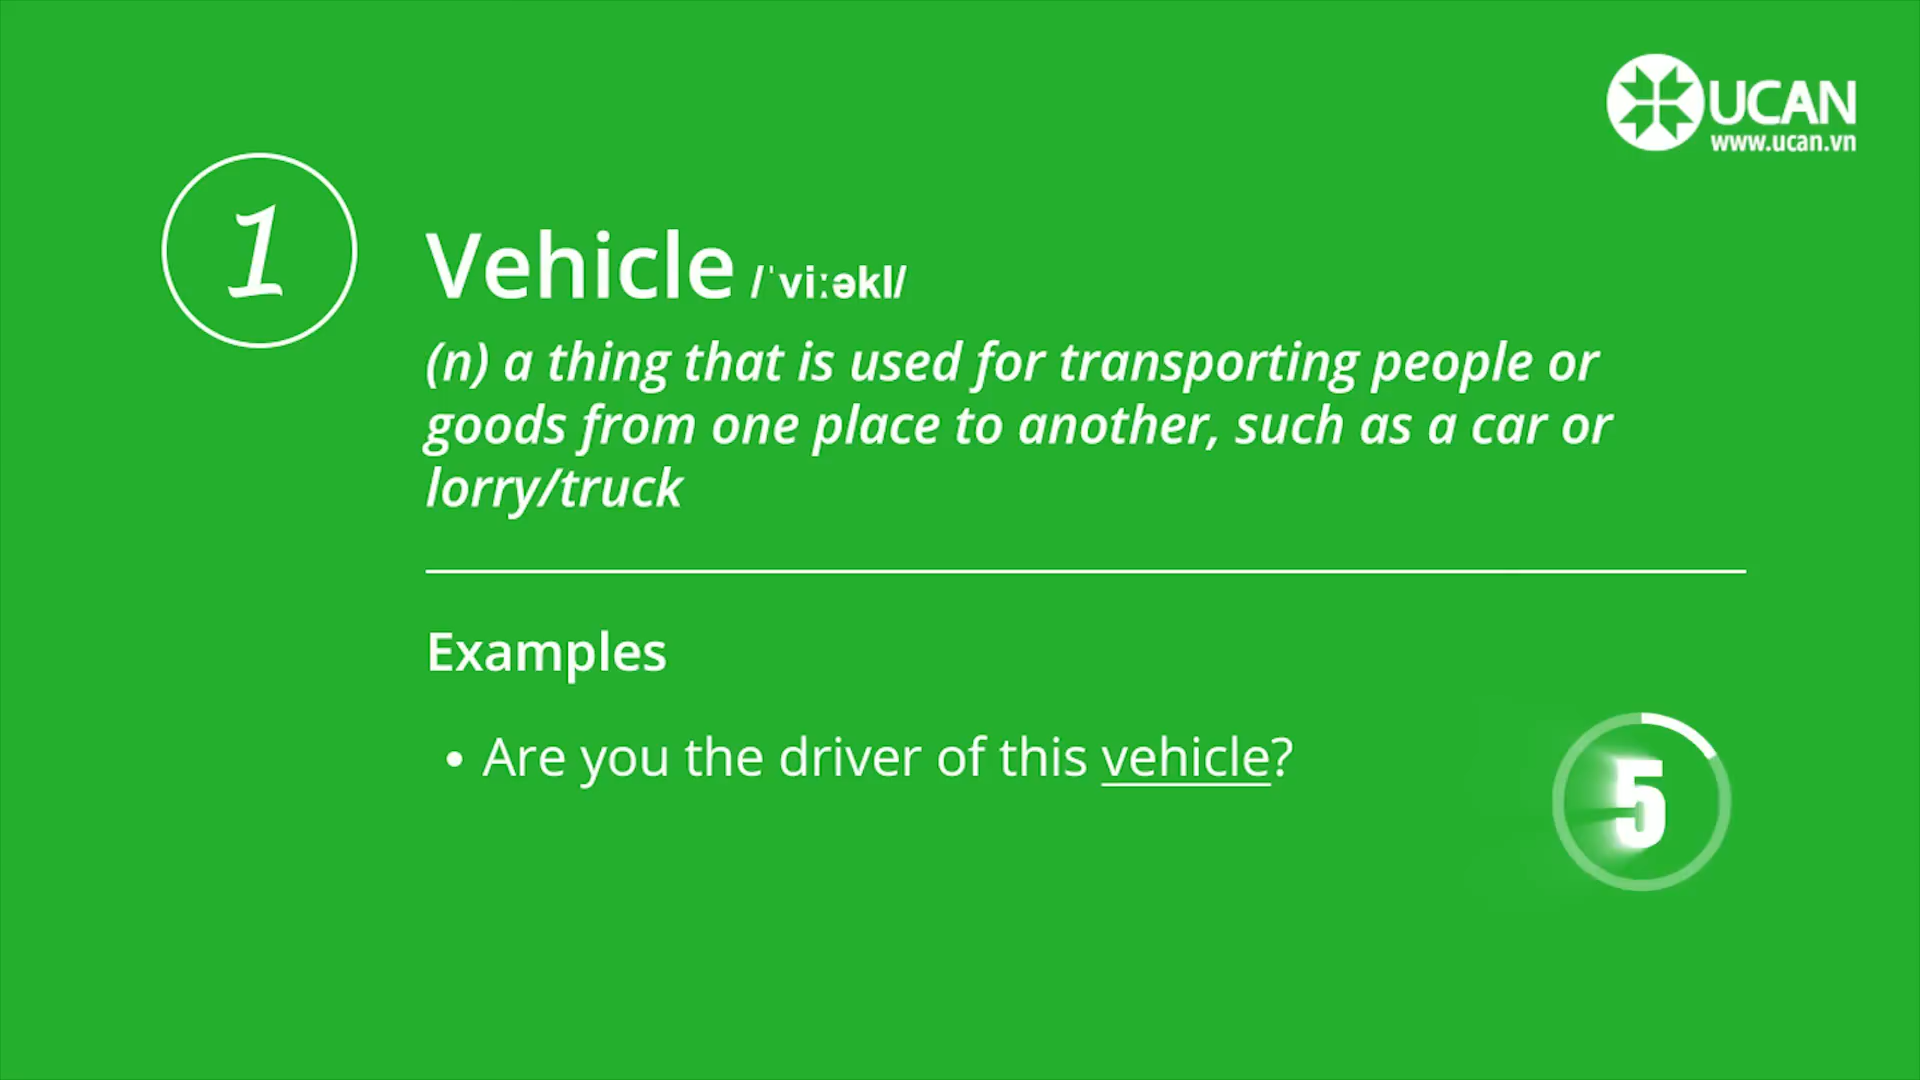 UCAN
www.ucan.vn
1
Vehicle /ˈviːəkl/
(n) a thing that is used for transporting people or
goods from one place to another, such as a car or
lorry/truck
Examples
• Are you the driver of this vehicle?
5